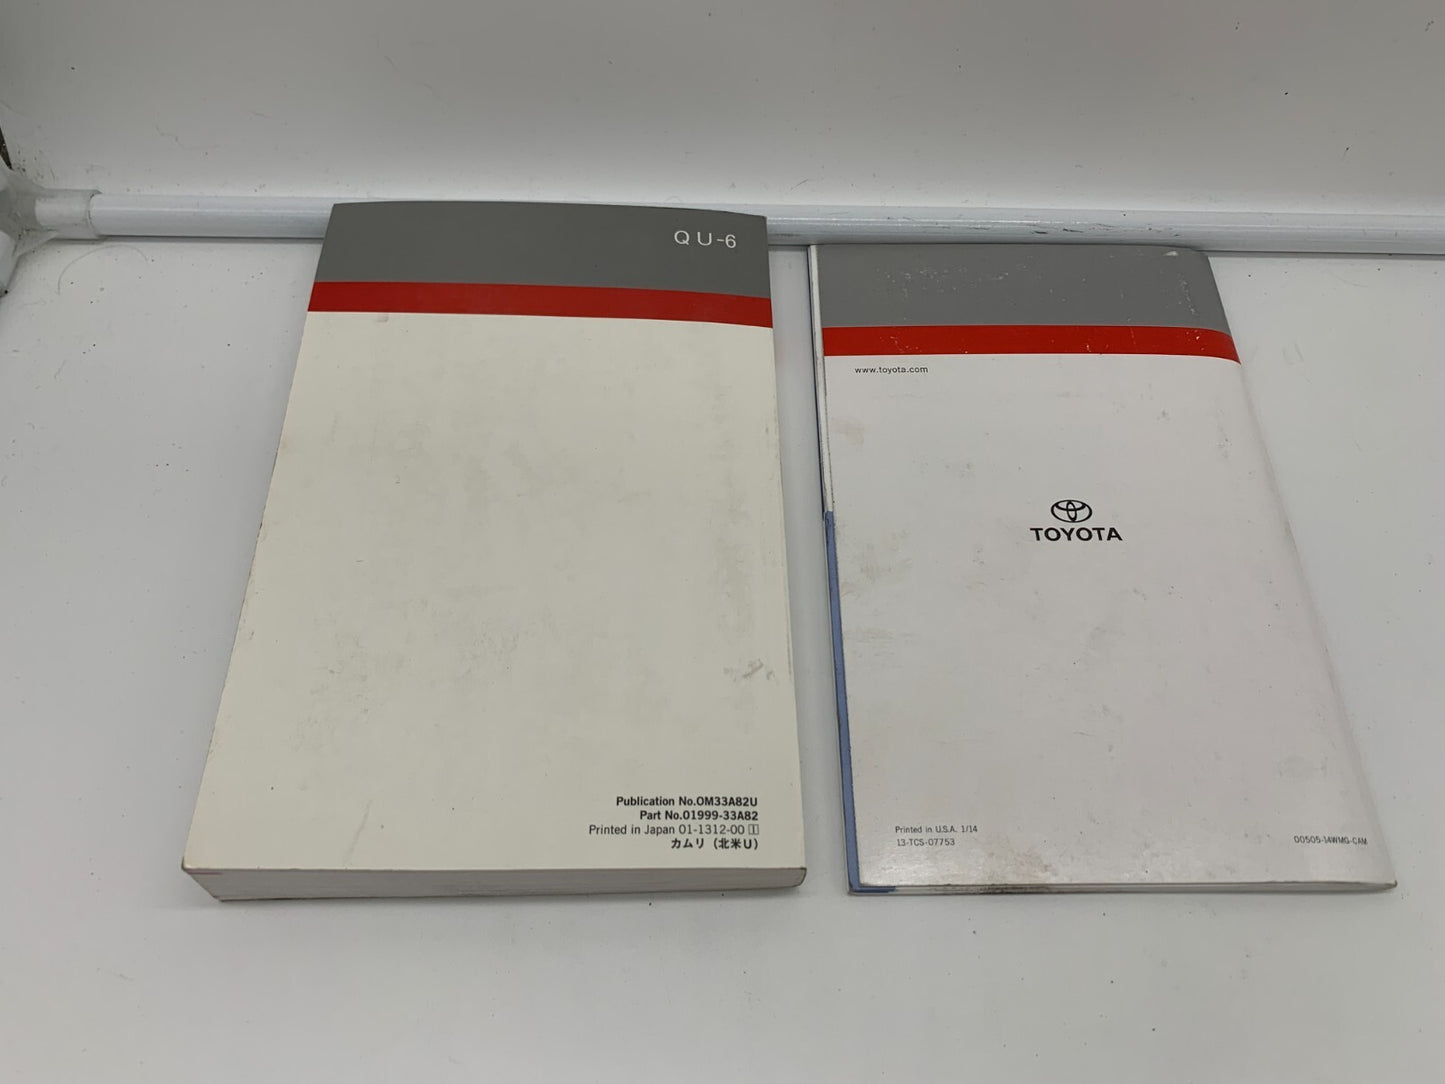 QU-6
Publication No.OM33A82U
Part No.01999-33A82
Printed in Japan 01-1312-00 1
カムリ（北米U）
www.toyota.com
TOYOTA
Printed in U.S.A. 1/14
13-TCS-07753
00505-14WMG-CAM